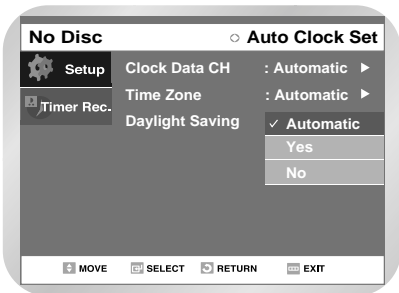 No Disc Auto Clock Set
Setup Clock Data CH : Automatic ►
Timer Rec. Time Zone : Automatic ►
Daylight Saving ✓ Automatic
Yes
No
MOVE SELECT RETURN EXIT